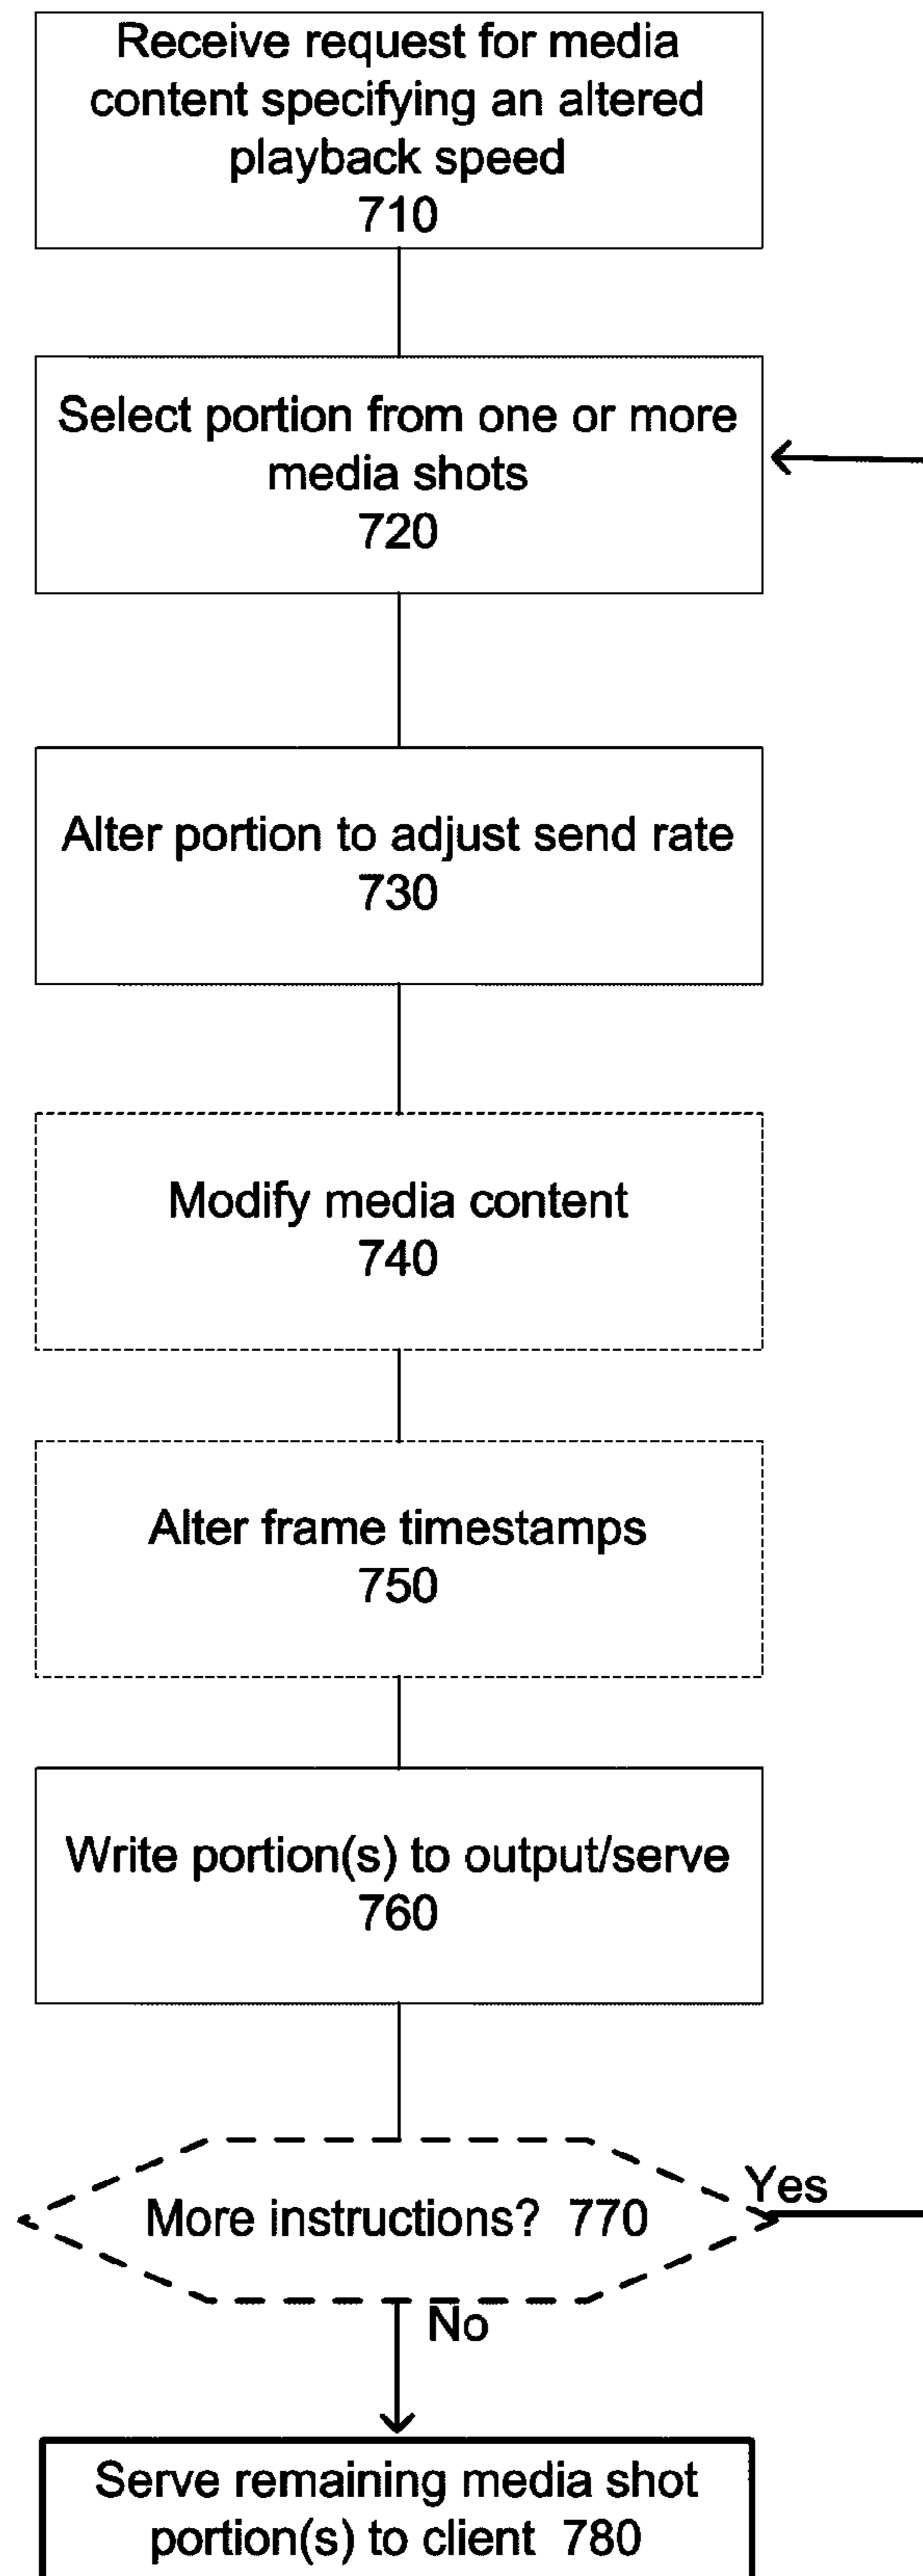 Receive request for media
content specifying an altered
playback speed
710
Select portion from one or more
media shots
720
Alter portion to adjust send rate
730
Modify media content
740
Alter frame timestamps
750
Write portion(s) to output/serve
760
More instructions? 770
Yes
No
Serve remaining media shot
portion(s) to client 780